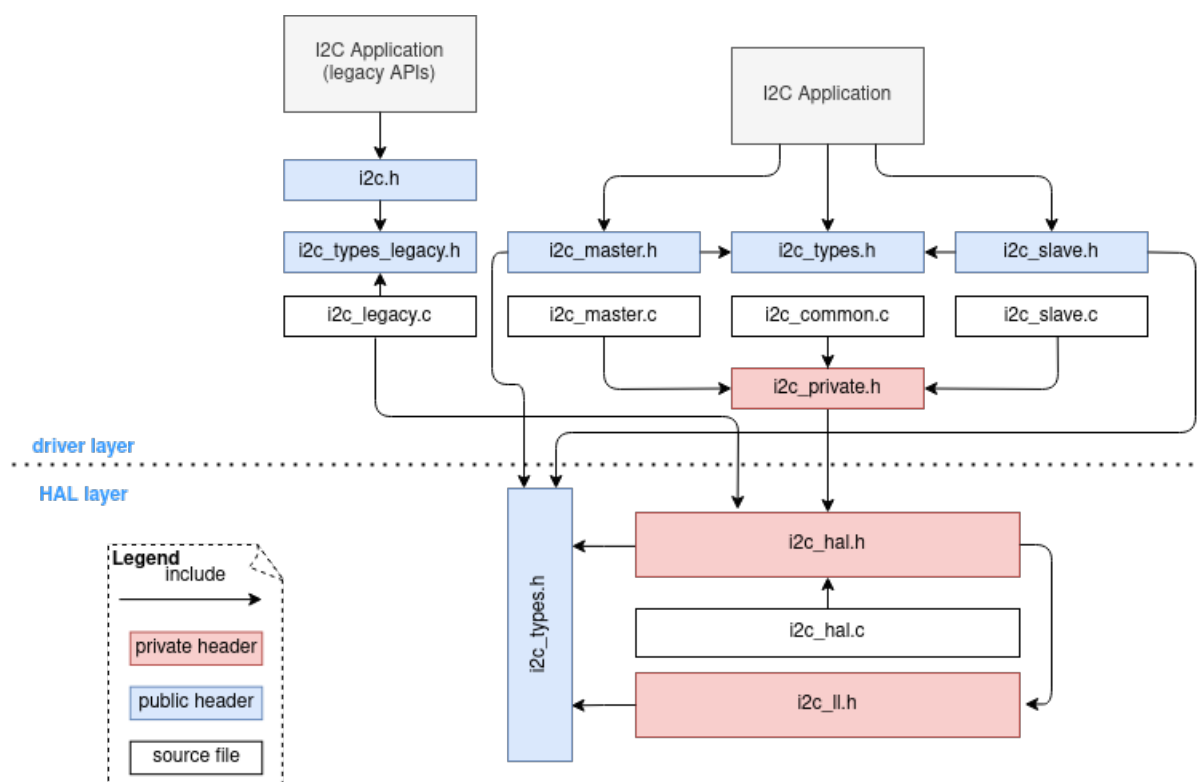 I2C Application
(legacy APIs)
I2C Application
i2c.h
i2c_types_legacy.h
i2c_master.h
i2c_types.h
i2c_slave.h
i2c_legacy.c
i2c_master.c
i2c_common.c
i2c_slave.c
i2c_private.h
driver layer
HAL layer
i2c_types.h
i2c_hal.h
i2c_hal.c
i2c_ll.h
Legend
include
private header
public header
source file